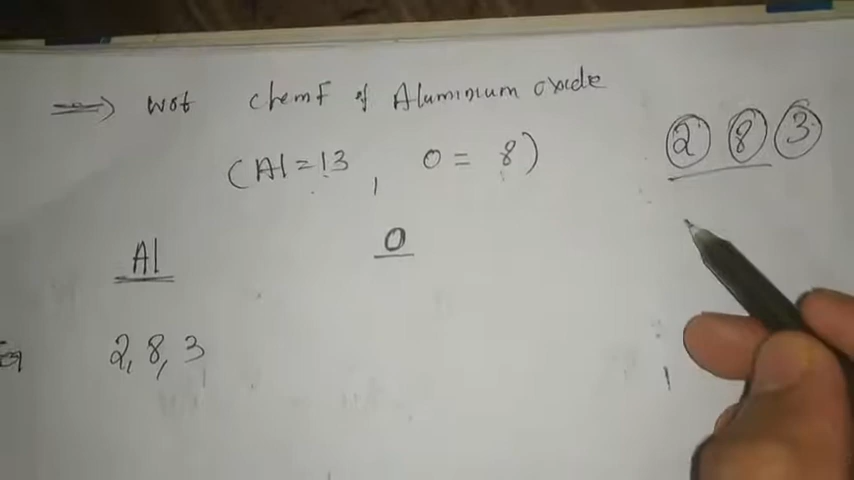 ⇒ Wot chemF of Aluminium oxide
(Al = 13, O = 8)
2 8 3
Al O
2, 8, 3